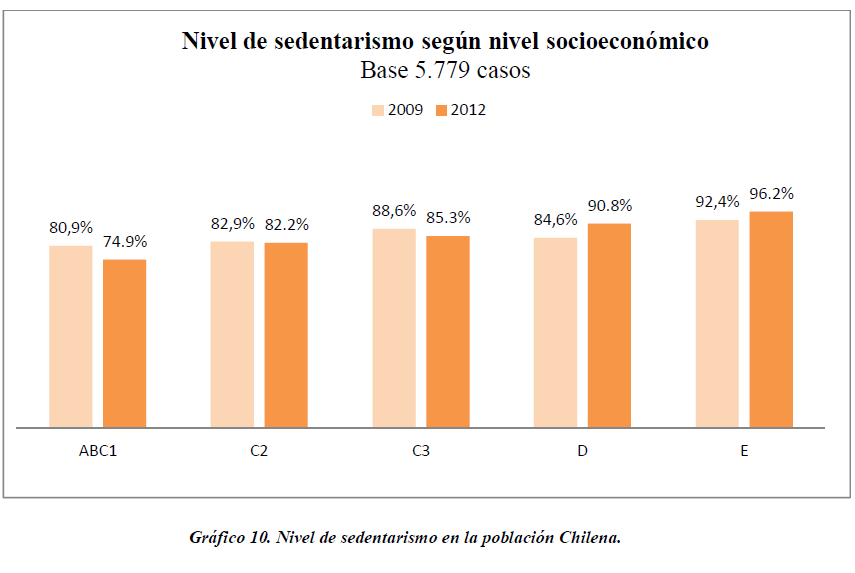 Nivel de sedentarismo según nivel socioeconómico
Base 5.779 casos
2009 2012
80,9% 74.9% 82,9% 82.2% 88,6% 85.3% 84,6% 90.8% 92,4% 96.2%
ABC1 C2 C3 D E
Gráfico 10. Nivel de sedentarismo en la población Chilena.